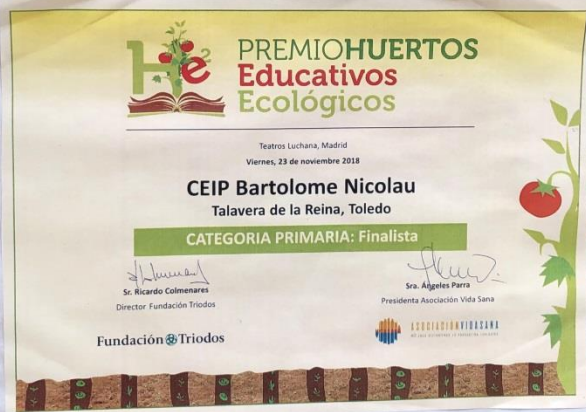 He²
PREMIOHUERTOS
Educativos
Ecológicos
Teatros Luchana, Madrid
Viernes, 23 de noviembre 2018
CEIP Bartolome Nicolau
Talavera de la Reina, Toledo
CATEGORIA PRIMARIA: Finalista
Sr. Ricardo Colmenares
Director Fundación Triodos
Fundación Triodos
Sra. Ángeles Parra
Presidenta Asociación Vida Sana
ASOCIACIÓNVIDASANA